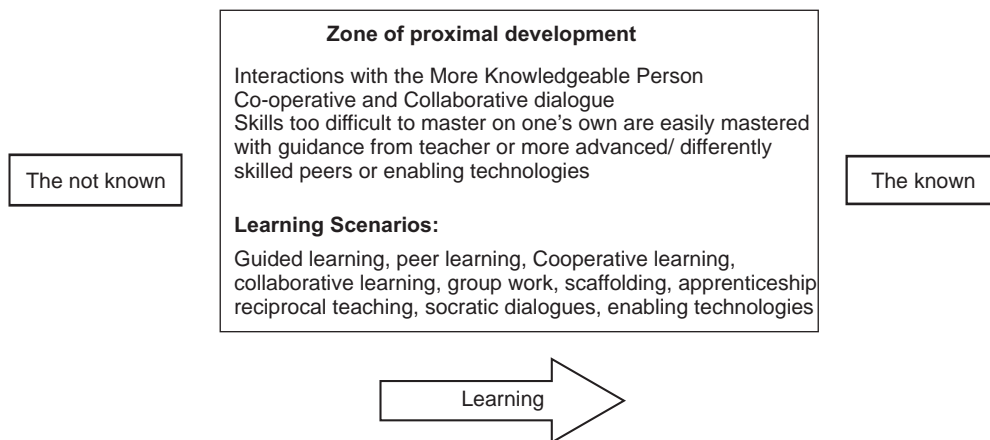 Zone of proximal development
Interactions with the More Knowledgeable Person
Co-operative and Collaborative dialogue
Skills too difficult to master on one's own are easily mastered
with guidance from teacher or more advanced/ differently
skilled peers or enabling technologies
The not known
The known
Learning Scenarios:
Guided learning, peer learning, Cooperative learning,
collaborative learning, group work, scaffolding, apprenticeship
reciprocal teaching, socratic dialogues, enabling technologies
Learning